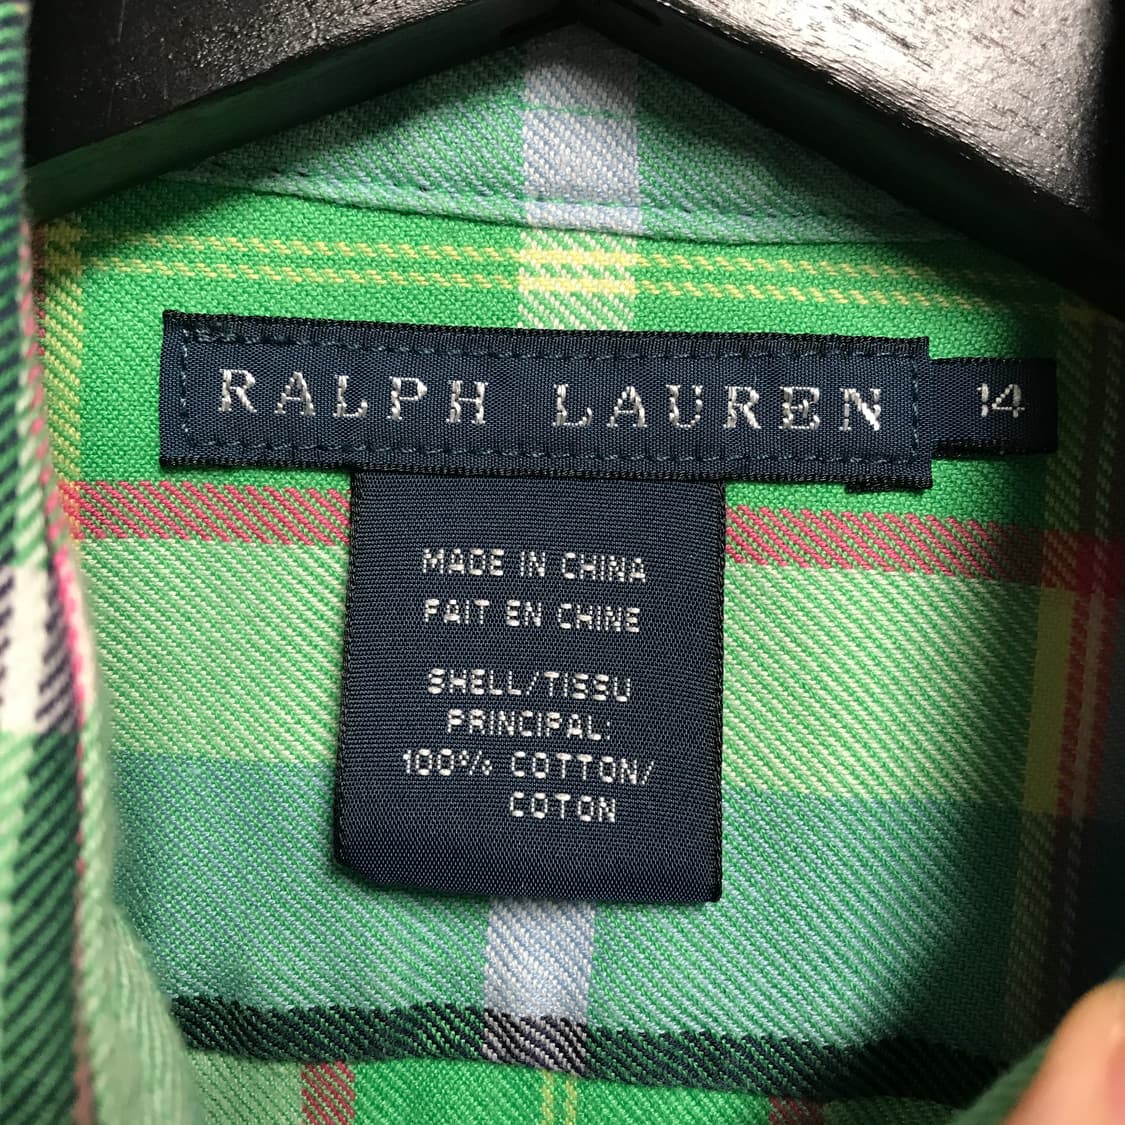 RALPH LAUREN 14
MADE IN CHINA
FAIT EN CHINE
SHELL/TISSU
PRINCIPAL:
100% COTTON/
COTON